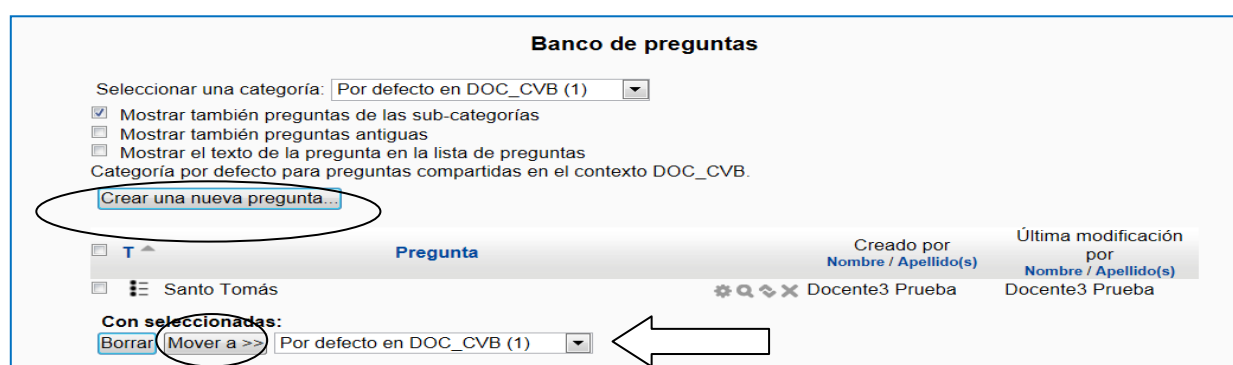 Banco de preguntas
Seleccionar una categoría: Por defecto en DOC_CVB (1)
Mostrar también preguntas de las sub-categorías
Mostrar también preguntas antiguas
Mostrar el texto de la pregunta en la lista de preguntas
Categoría por defecto para preguntas compartidas en el contexto DOC_CVB.
Crear una nueva pregunta...
T Pregunta Creado por Nombre / Apellido(s) Última modificación por Nombre / Apellido(s)
Santo Tomás Docente3 Prueba Docente3 Prueba
Con seleccionadas:
Borrar Mover a >> Por defecto en DOC_CVB (1)